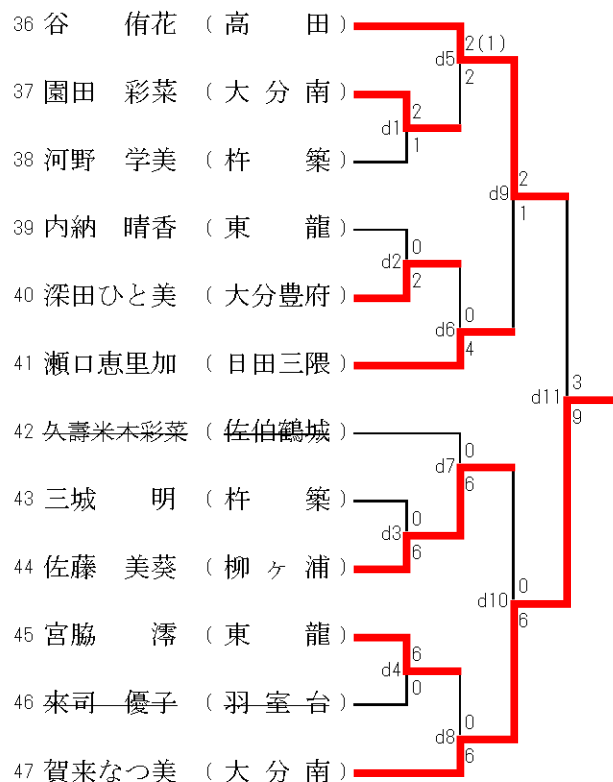 36 谷 侑花 ( 高 田 )
2(1)
d5
2
37 園田 彩菜 ( 大 分 南 )
2
d1
1
38 河野 学美 ( 杵 築 )
2
d9
1
39 内納 晴香 ( 東 龍 )
0
d2
2
40 深田ひと美 ( 大分豊府 )
0
d6
4
41 瀬口恵里加 ( 日田三隈 )
3
d11
9
42 久壽米木彩菜 ( 佐伯鶴城 )
0
d7
6
43 三城 明 ( 杵 築 )
0
d3
6
44 佐藤 美葵 ( 柳 ヶ 浦 )
0
d10
6
45 宮脇 澪 ( 東 龍 )
6
d4
0
46 來司 優子 ( 羽 室 台 )
0
d8
6
47 賀来なつ美 ( 大 分 南 )